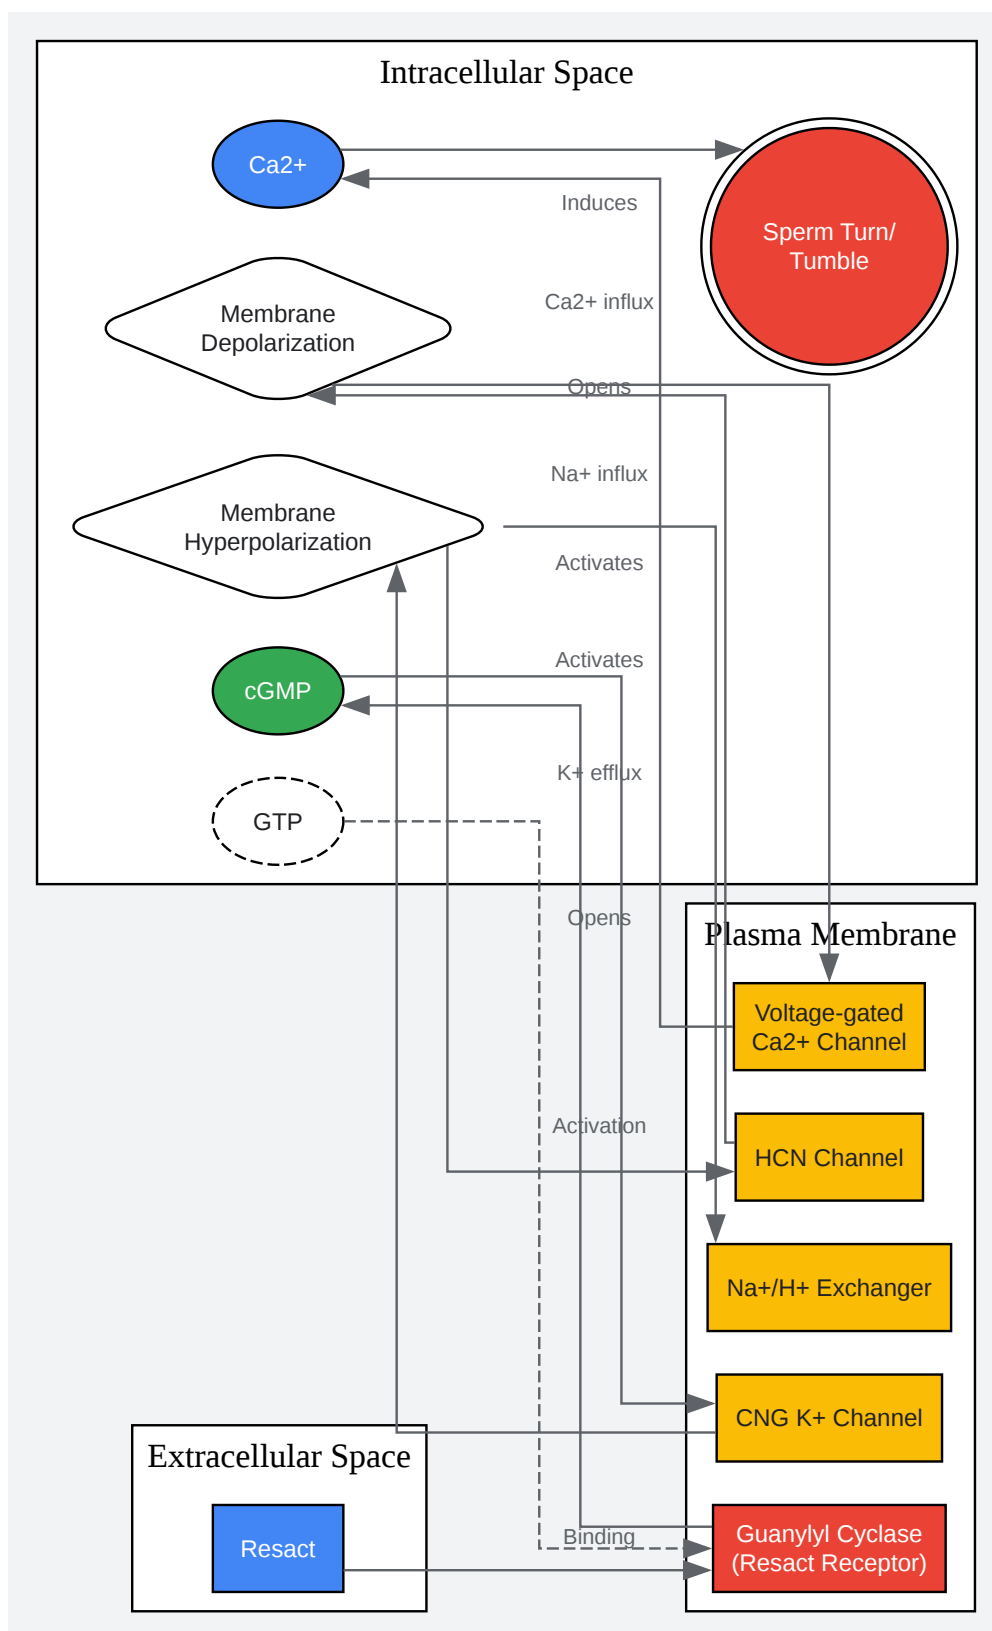 Intracellular Space
Ca2+
Induces
Sperm Turn/
Tumble
Ca2+ influx
Membrane
Depolarization
Opens
Na+ influx
Membrane
Hyperpolarization
Activates
Activates
cGMP
K+ efflux
GTP
Opens
Plasma Membrane
Voltage-gated
Ca2+ Channel
Activation
HCN Channel
Na+/H+ Exchanger
CNG K+ Channel
Extracellular Space
Resact
Binding
Guanylyl Cyclase
(Resact Receptor)